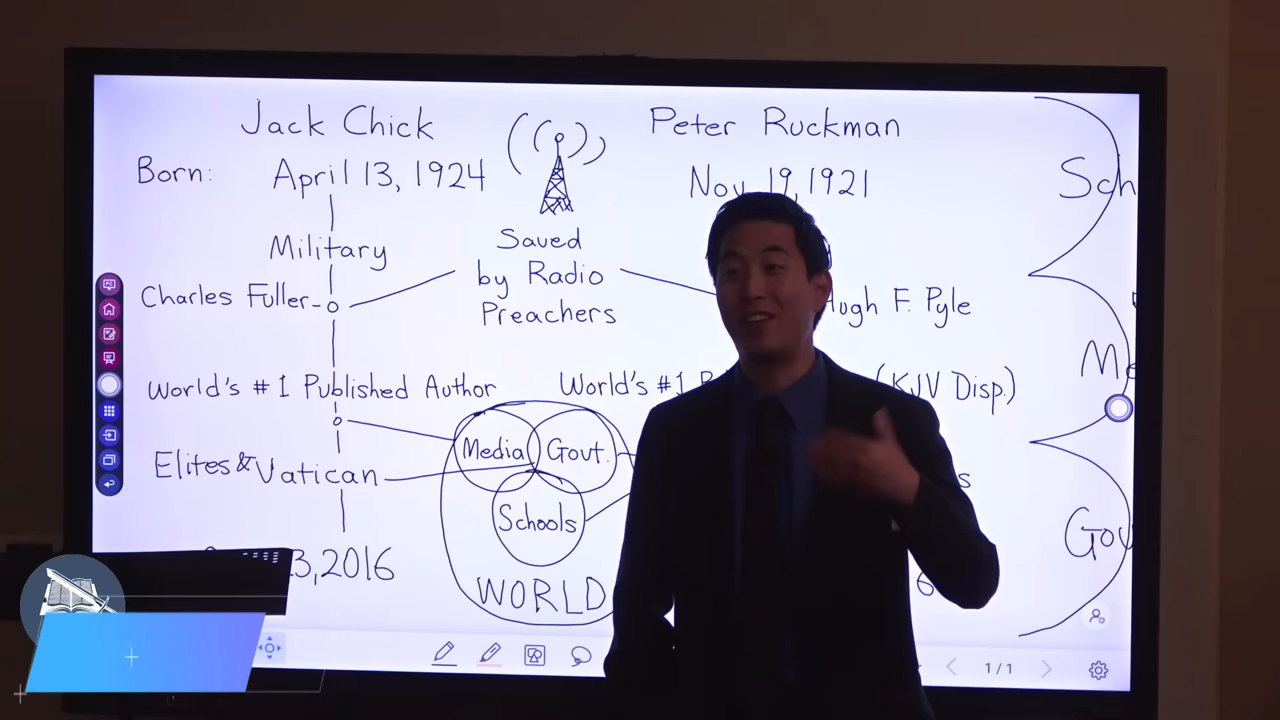 Jack Chick
Peter Ruckman
Born:
April 13, 1924
Nov. 19, 1921
Sch
Military
Saved
by Radio
Preachers
Charles Fuller
Hugh F. Pyle
World's #1 Published Author
World's #1
(KJV Disp.)
Me
Media
Govt.
Elites & Vatican
Schools
Gov
3, 2016
6
WORLD
1/1